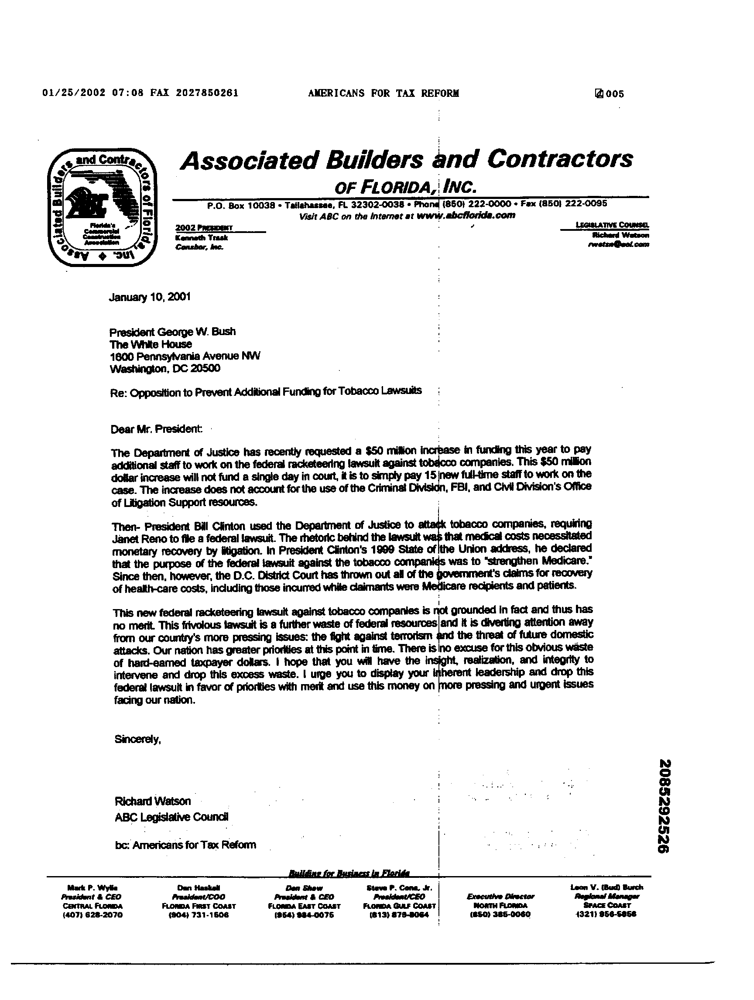 01/25/2002 07:08 FAX 2027850261 AMERICANS FOR TAX REFORM 005
Associated Builders and Contractors of Florida, Inc.
ABC
Florida's
Commercial
Construction
Association
Associated Builders and Contractors
OF FLORIDA, INC.
P.O. Box 10038 • Tallahassee, FL 32302-0038 • Phone (850) 222-0000 • Fax (850) 222-0095
Visit ABC on the Internet at www.abcflorida.com
2002 PRESIDENT
Kenneth Trask
LEGISLATIVE COUNSEL
Richard Watson
January 10, 2001
President George W. Bush
The White House
1600 Pennsylvania Avenue NW
Washington, DC 20500
Re: Opposition to Prevent Additional Funding for Tobacco Lawsuits
Dear Mr. President:
The Department of Justice has recently requested a $50 million increase in funding this year to pay
additional staff to work on the federal racketeering lawsuit against tobacco companies. This $50 million
dollar increase will not fund a single day in court, it is to simply pay 15 new full-time staff to work on the
case. The increase does not account for the use of the Criminal Division, FBI, and Civil Division's Office
of Litigation Support resources.
Then- President Bill Clinton used the Department of Justice to attack tobacco companies, requiring
Janet Reno to file a federal lawsuit. The rhetoric behind the lawsuit was that medical costs necessitated
monetary recovery by litigation. In President Clinton's 1999 State of the Union address, he declared
that the purpose of the federal lawsuit against the tobacco companies was to "strengthen Medicare."
Since then, however, the D.C. District Court has thrown out all of the government's claims for recovery
of health-care costs, including those incurred while claimants were Medicare recipients and patients.
This new federal racketeering lawsuit against tobacco companies is not grounded in fact and thus has
no merit. This frivolous lawsuit is a further waste of federal resources and it is diverting attention away
from our country's more pressing issues: the fight against terrorism and the threat of future domestic
attacks. Our nation has greater priorities at this point in time. There is no excuse for this obvious waste
of hard-earned taxpayer dollars. I hope that you will have the insight, realization, and integrity to
intervene and drop this excess waste. I urge you to display your inherent leadership and drop this
federal lawsuit in favor of priorities with merit and use this money on more pressing and urgent issues
facing our nation.
Sincerely,
Richard Watson
ABC Legislative Council
bc: Americans for Tax Reform
2085292526
Building for Business in Florida
Mark P. Wylie Dan Haskell Don Shaw Steve P. Cona, Jr. Leon V. (Bud) Burch
President & CEO President/COO President & CEO President/CEO Executive Director Regional Manager
CENTRAL FLORIDA FLORIDA FIRST COAST FLORIDA EAST COAST FLORIDA GULF COAST NORTH FLORIDA SPACE COAST
(407) 628-2070 (904) 731-1506 (954) 984-0075 (813) 879-8064 (850) 385-0060 (321) 956-5856